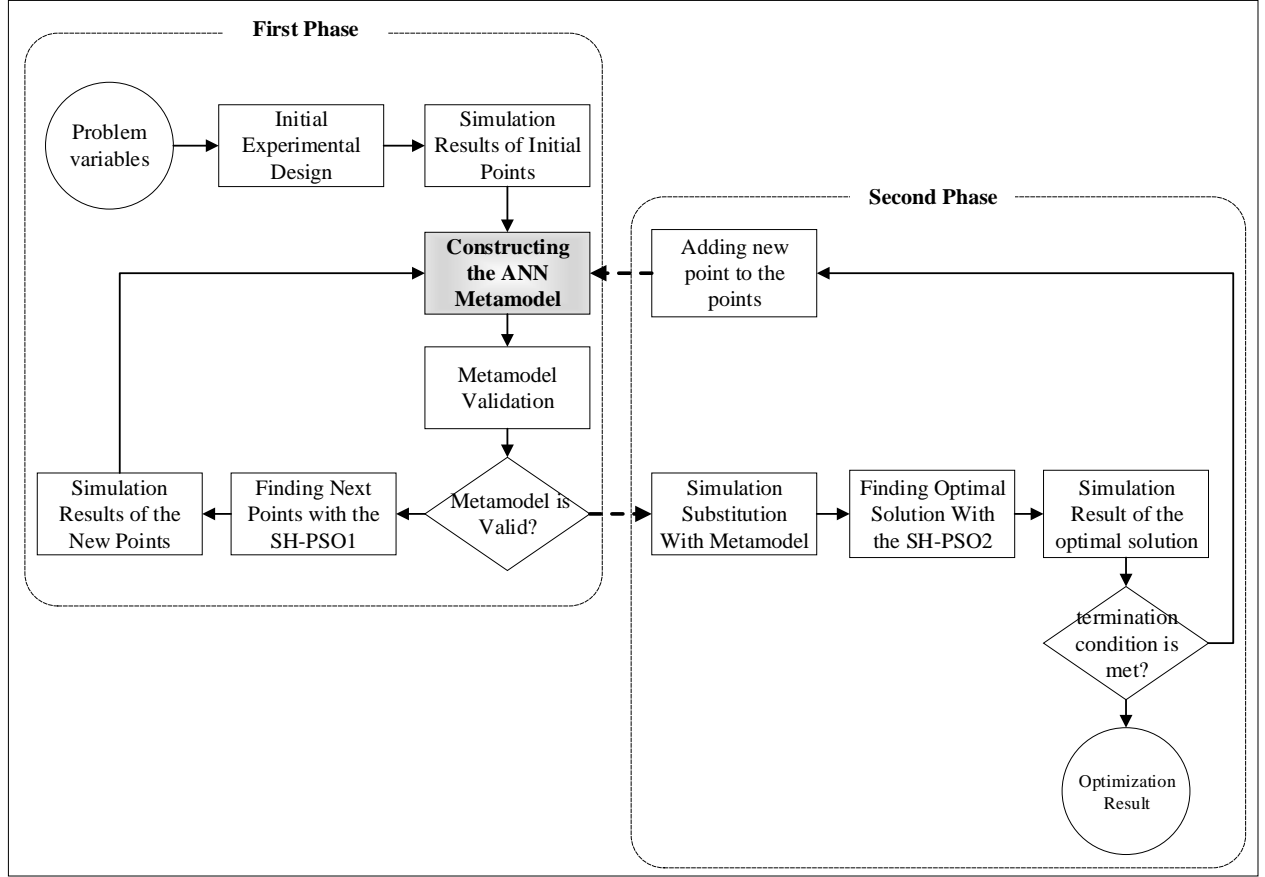 First Phase
Problem
variables
Initial
Experimental
Design
Simulation
Results of Initial
Points
Constructing
the ANN
Metamodel
Metamodel
Validation
Metamodel is
Valid?
Finding Next
Points with the
SH-PSO1
Simulation
Results of the
New Points
Second Phase
Adding new
point to the
points
Simulation
Substitution
With Metamodel
Finding Optimal
Solution With
the SH-PSO2
Simulation
Result of the
optimal solution
termination
condition is
met?
Optimization
Result